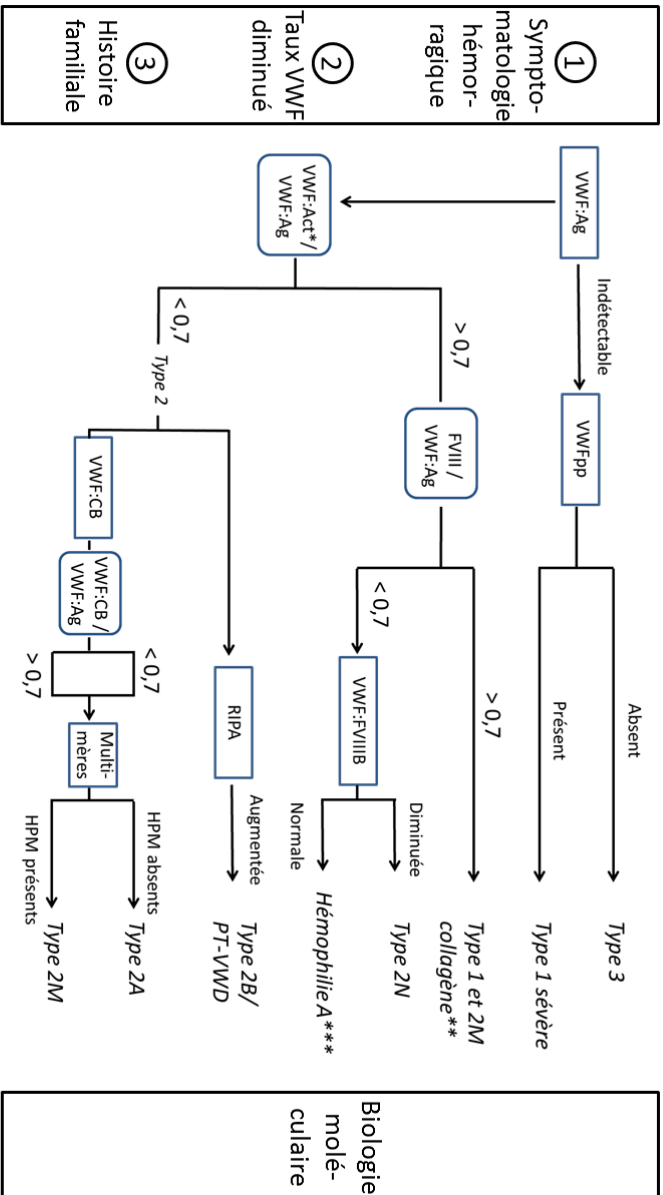 ①
Sympto-
matologie
hémor-
ragique
②
Taux VWF
diminué
③
Histoire
familiale
VWF:Ag
Indétectable
VWFpp
Absent
Présent
Type 3
Type 1 sévère
VWF:Act*/
VWF:Ag
> 0,7
FVIII /
VWF:Ag
> 0,7
Type 1 et 2M
collagène**
< 0,7
VWF:FVIIIB
Diminuée
Type 2N
Normale
Hémophilie A***
< 0,7
Type 2
RIPA
Augmentée
Type 2B/
PT-VWD
VWF:CB
VWF:CB /
VWF:Ag
< 0,7
> 0,7
Multi-
mères
HPM absents
Type 2A
HPM présents
Type 2M
Biologie
molé-
culaire